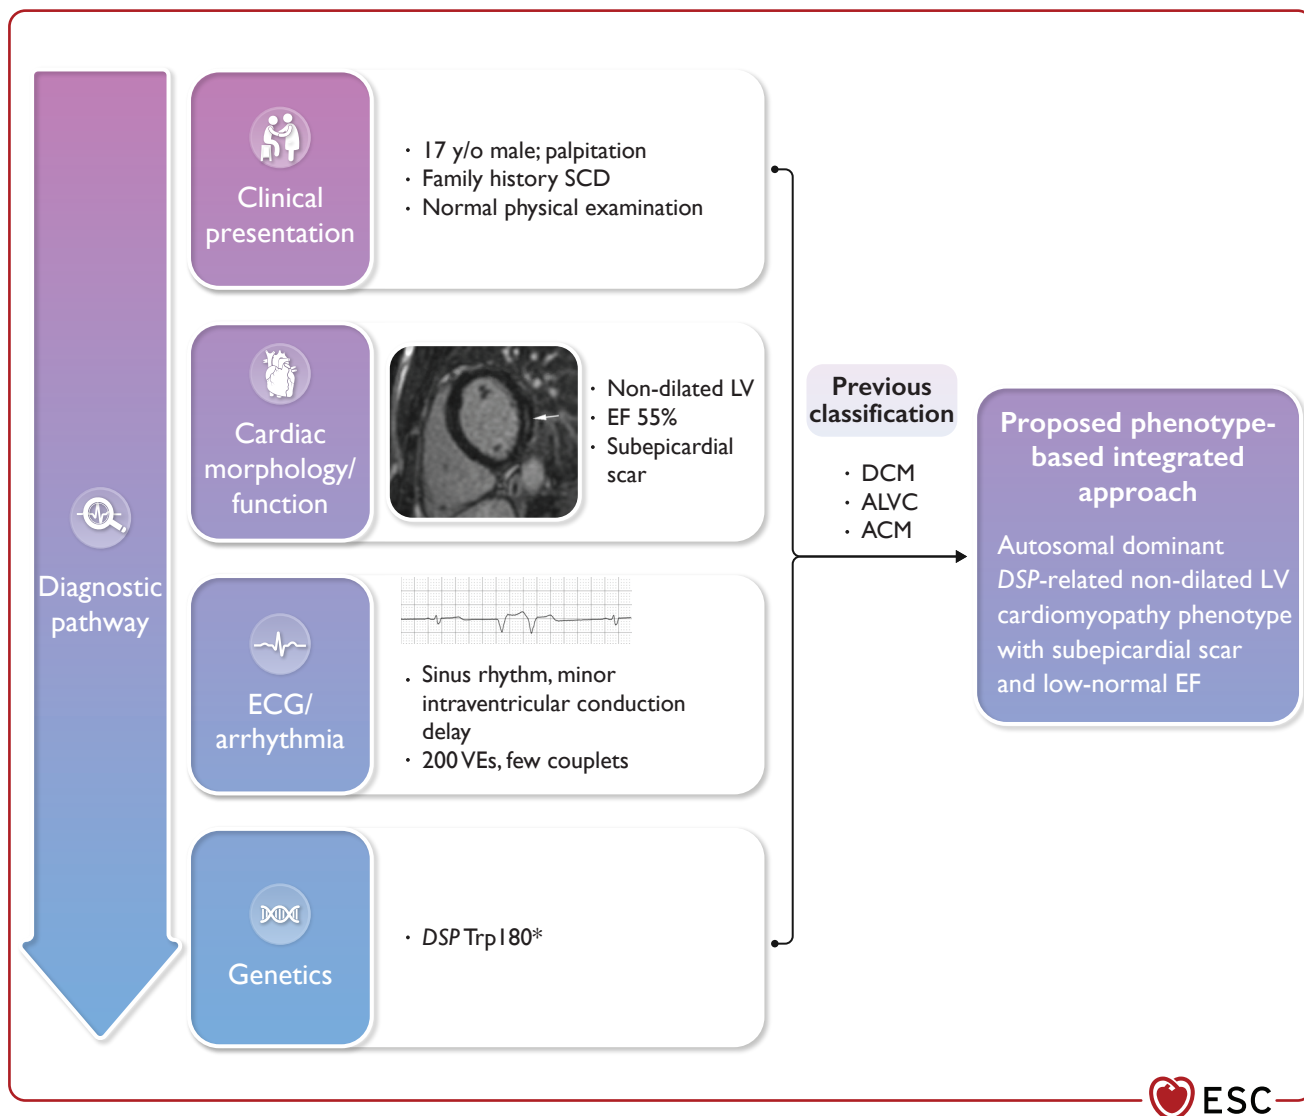 Diagnostic
pathway
Clinical
presentation
· 17 y/o male; palpitation
· Family history SCD
· Normal physical examination
Cardiac
morphology/
function
· Non-dilated LV
· EF 55%
· Subepicardial
scar
ECG/
arrhythmia
· Sinus rhythm, minor
intraventricular conduction
delay
· 200 VEs, few couplets
Genetics
· DSP Trp180*
Previous
classification
· DCM
· ALVC
· ACM
Proposed phenotype-
based integrated
approach
Autosomal dominant
DSP-related non-dilated LV
cardiomyopathy phenotype
with subepicardial scar
and low-normal EF
ESC